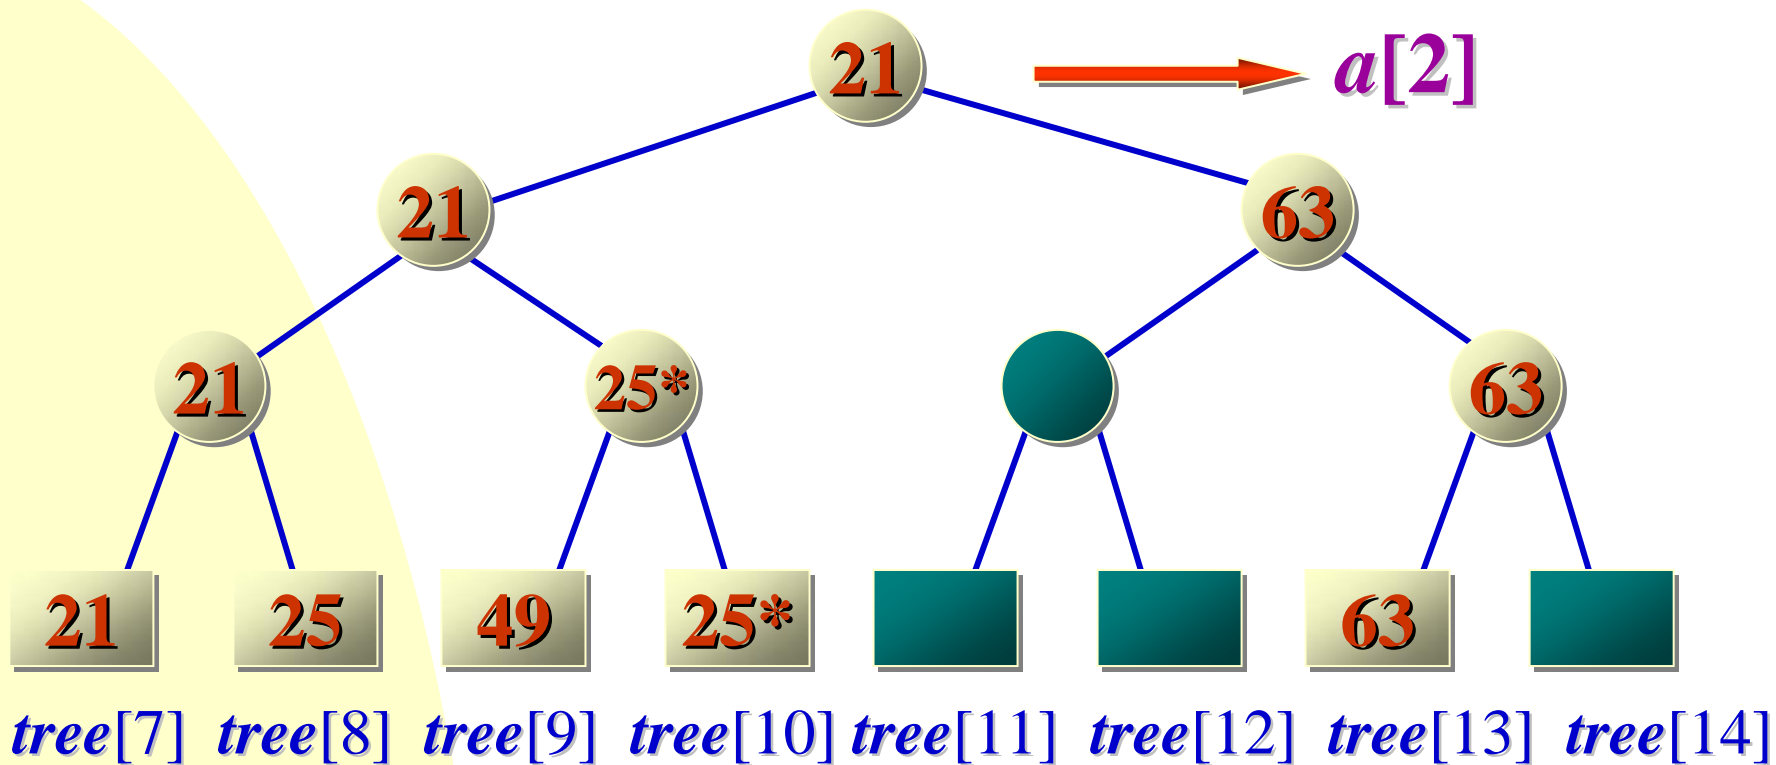 21 a[2]
21 63
21 25* 63
21 25 49 25* 63
tree[7] tree[8] tree[9] tree[10] tree[11] tree[12] tree[13] tree[14]